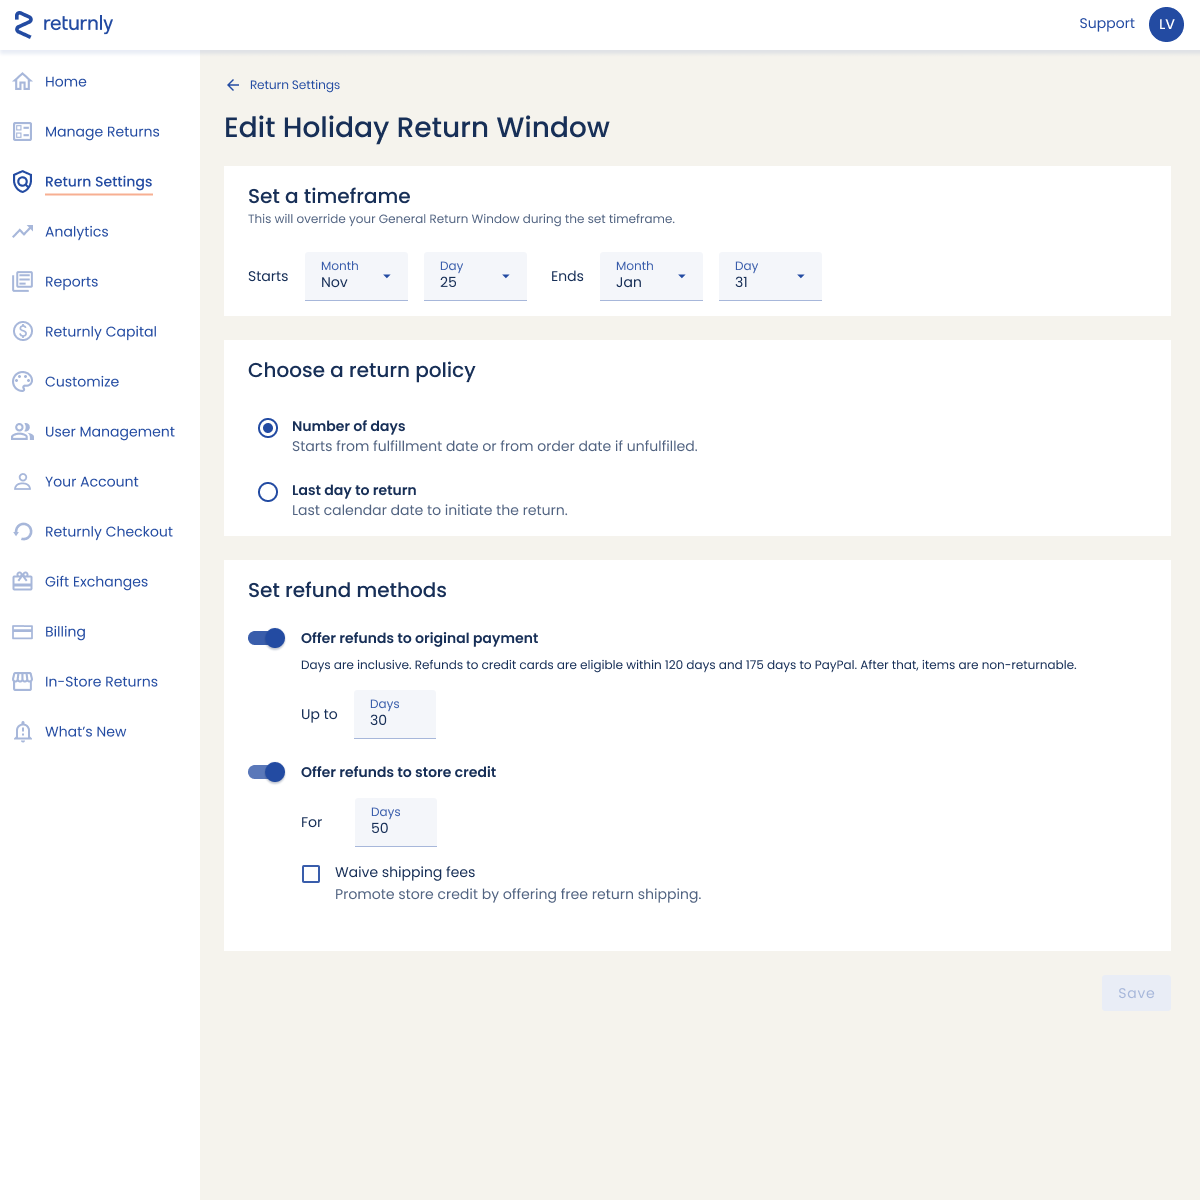 returnly
Support
LV
Home
Manage Returns
Return Settings
Analytics
Reports
Returnly Capital
Customize
User Management
Your Account
Returnly Checkout
Gift Exchanges
Billing
In-Store Returns
What's New
Return Settings
Edit Holiday Return Window
Set a timeframe
This will override your General Return Window during the set timeframe.
Starts
Month
Nov
Day
25
Ends
Month
Jan
Day
31
Choose a return policy
Number of days
Starts from fulfillment date or from order date if unfulfilled.
Last day to return
Last calendar date to initiate the return.
Set refund methods
Offer refunds to original payment
Days are inclusive. Refunds to credit cards are eligible within 120 days and 175 days to PayPal. After that, items are non-returnable.
Up to
Days
30
Offer refunds to store credit
For
Days
50
Waive shipping fees
Promote store credit by offering free return shipping.
Save